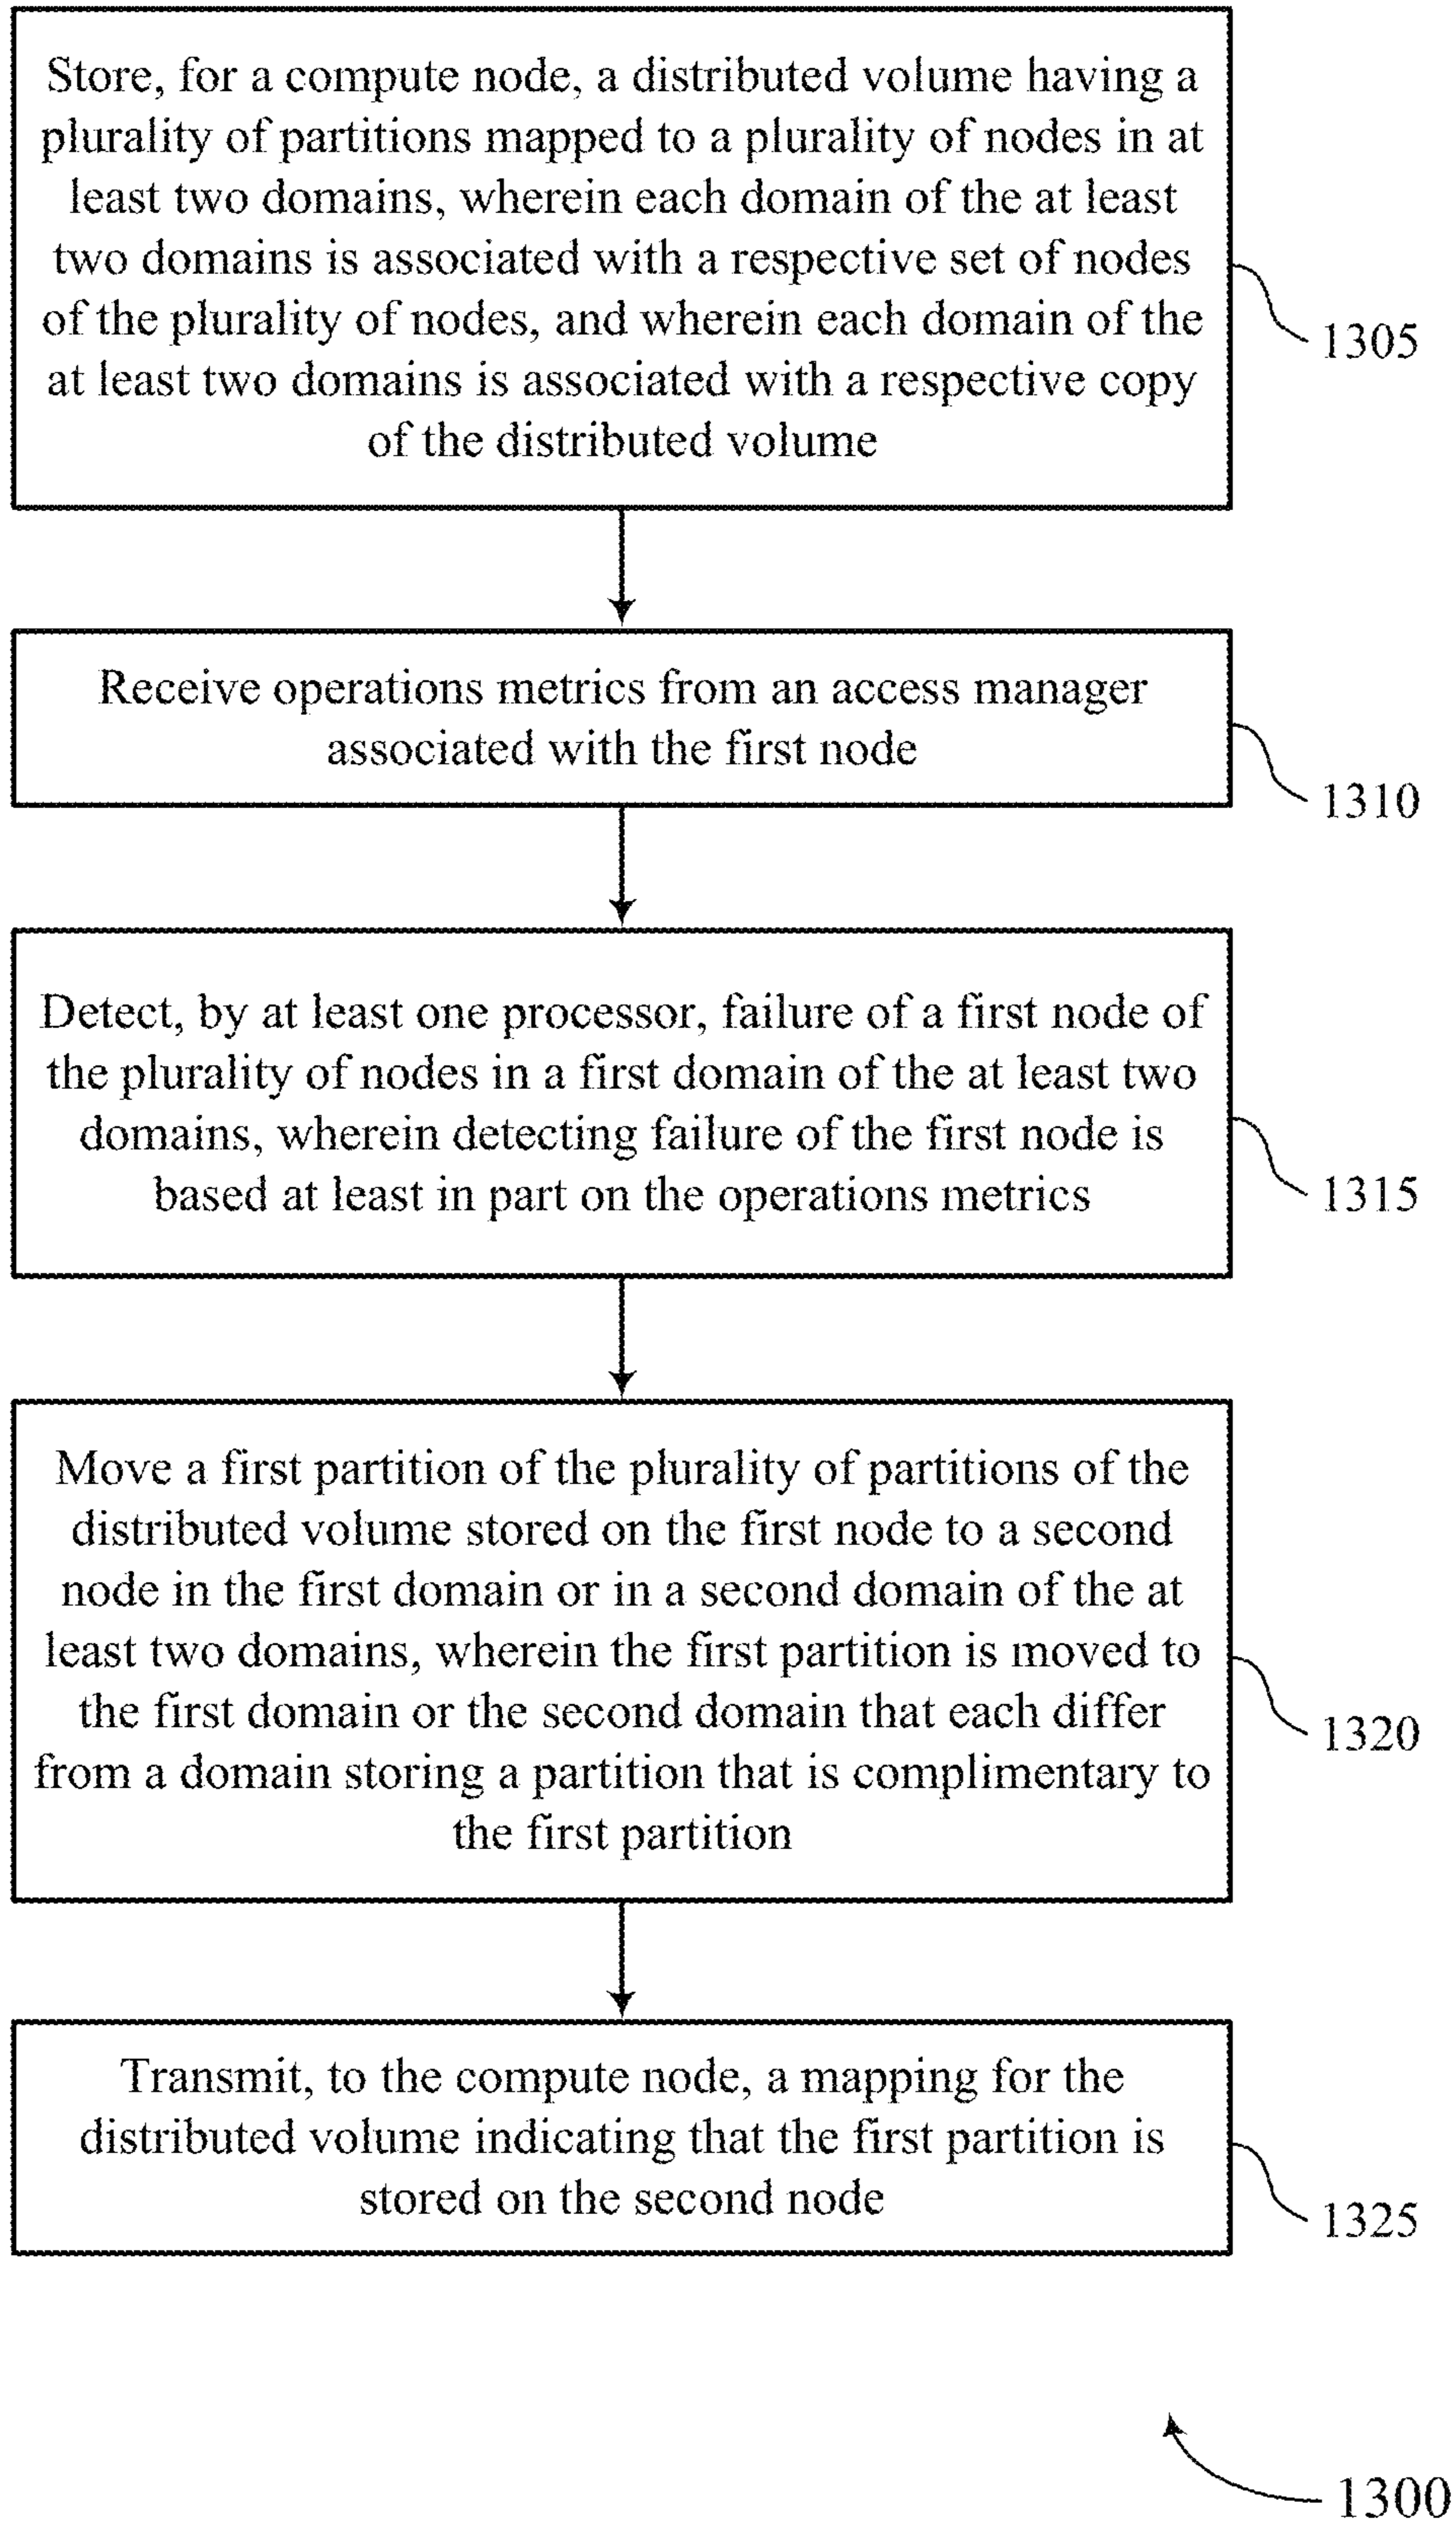 Store, for a compute node, a distributed volume having a
plurality of partitions mapped to a plurality of nodes in at
least two domains, wherein each domain of the at least
two domains is associated with a respective set of nodes
of the plurality of nodes, and wherein each domain of the
at least two domains is associated with a respective copy
of the distributed volume
1305
Receive operations metrics from an access manager
associated with the first node
1310
Detect, by at least one processor, failure of a first node of
the plurality of nodes in a first domain of the at least two
domains, wherein detecting failure of the first node is
based at least in part on the operations metrics
1315
Move a first partition of the plurality of partitions of the
distributed volume stored on the first node to a second
node in the first domain or in a second domain of the at
least two domains, wherein the first partition is moved to
the first domain or the second domain that each differ
from a domain storing a partition that is complimentary to
the first partition
1320
Transmit, to the compute node, a mapping for the
distributed volume indicating that the first partition is
stored on the second node
1325
1300